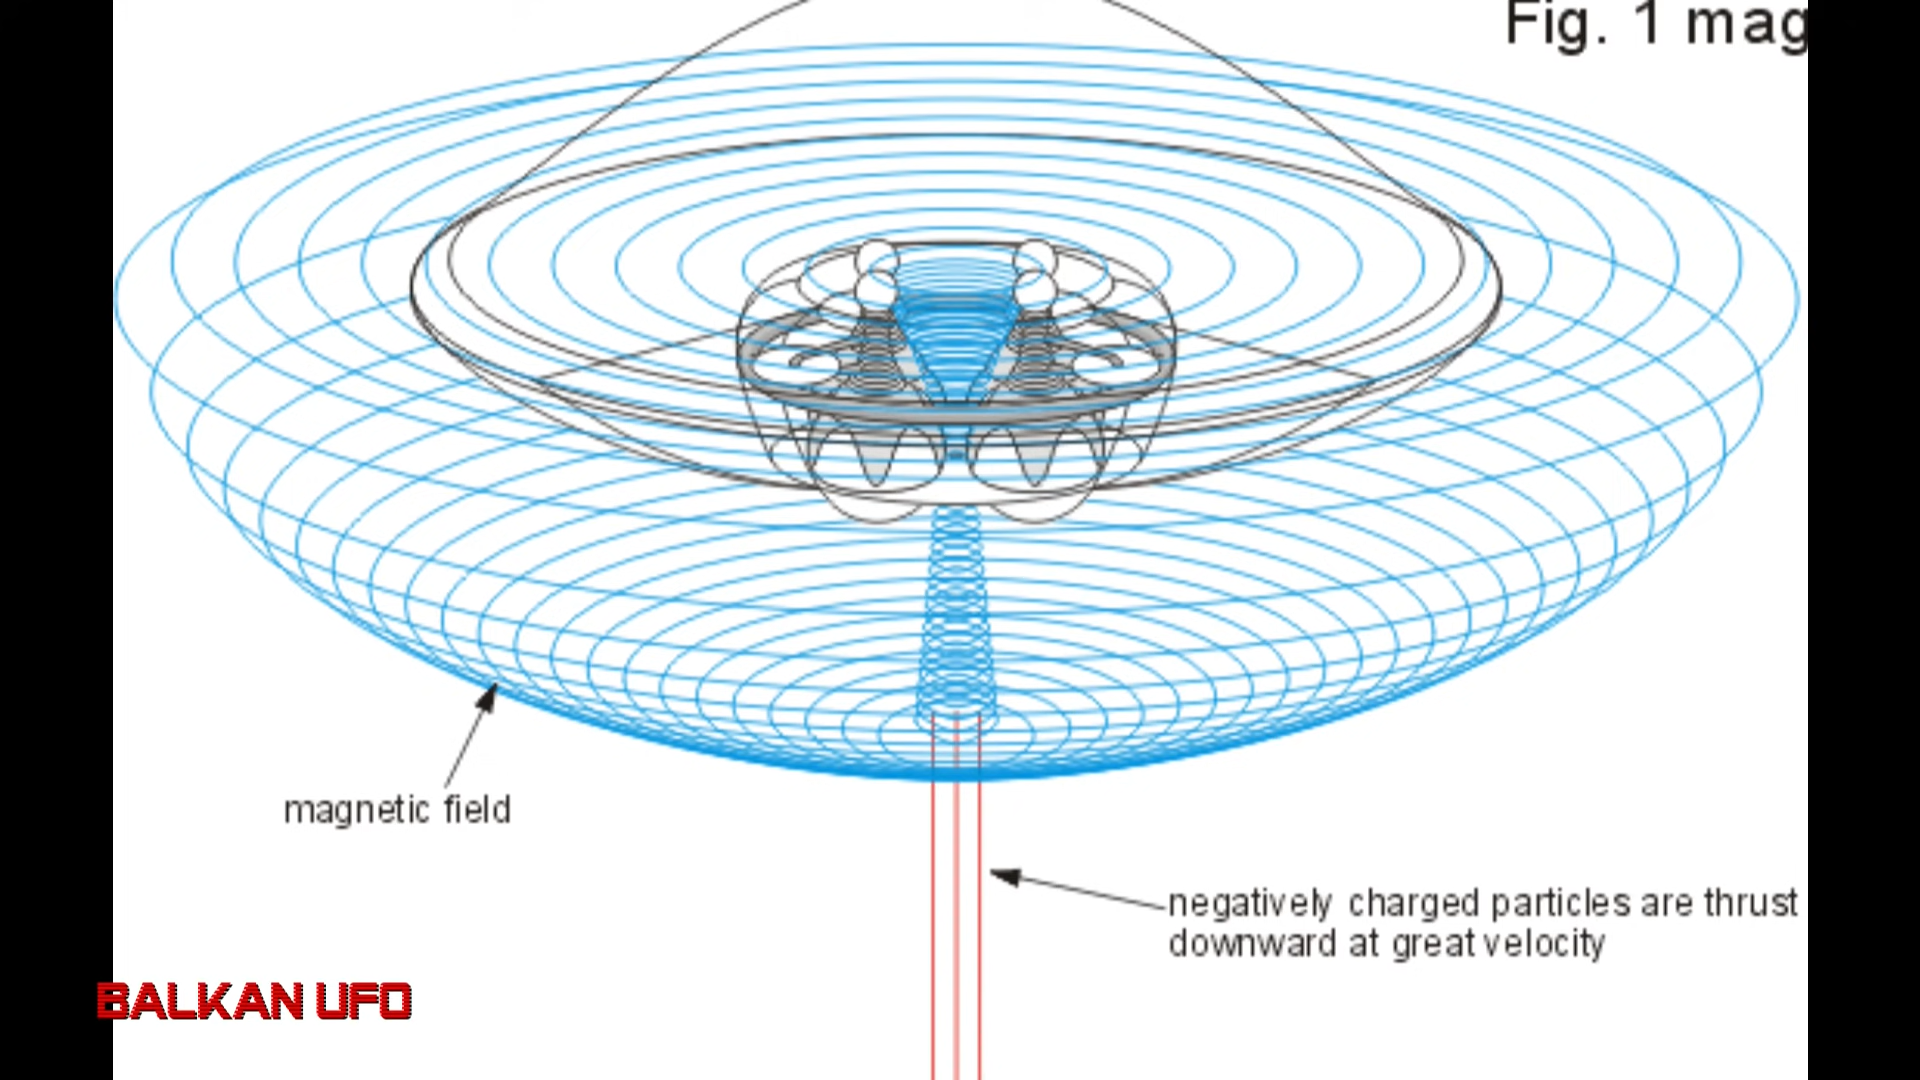 Fig. 1 mag
magnetic field
negatively charged particles are thrust
downward at great velocity
BALKAN UFO